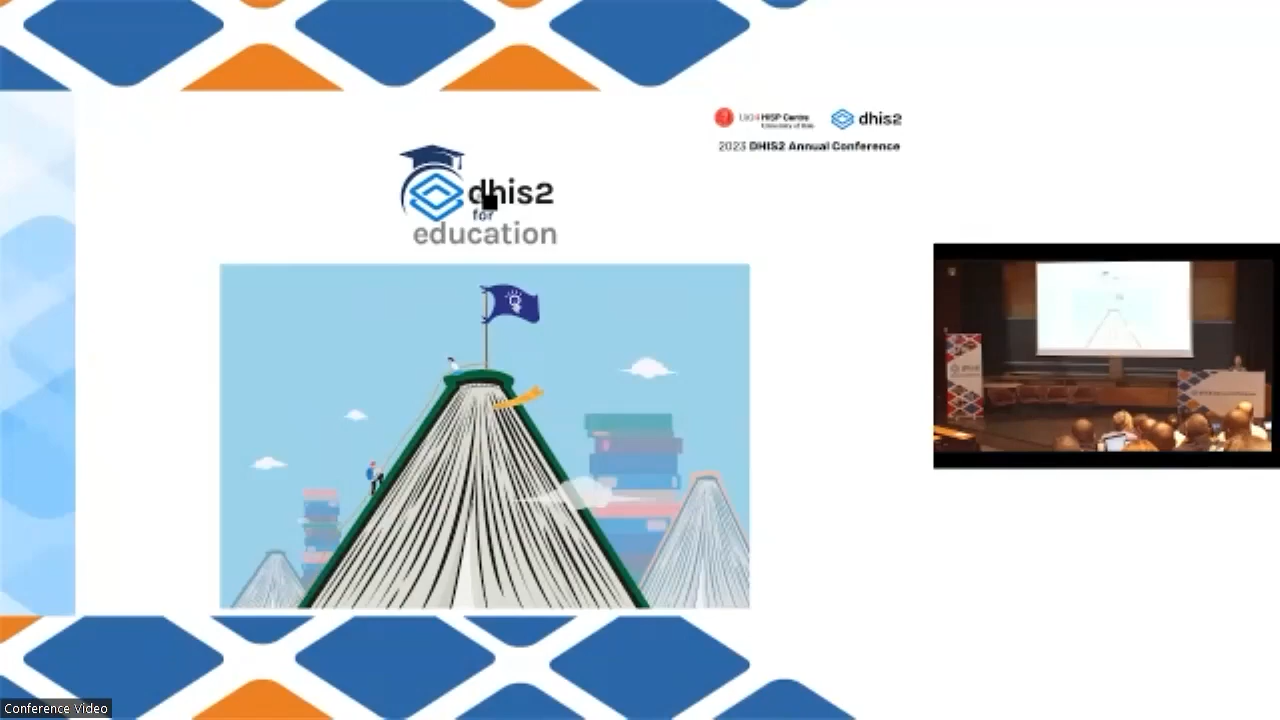 UiO HISP Centre
University of Oslo
dhis2
2023 DHIS2 Annual Conference
dhis2
for
education
Conference Video